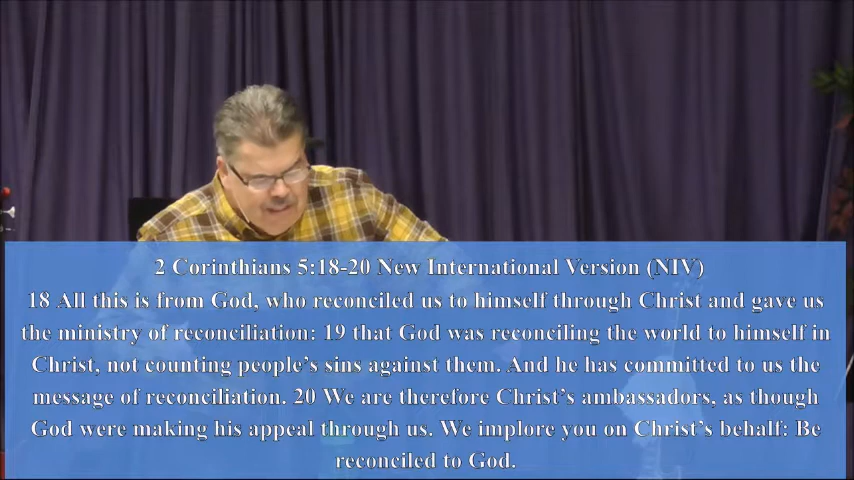 2 Corinthians 5:18-20 New International Version (NIV)
18 All this is from God, who reconciled us to himself through Christ and gave us
the ministry of reconciliation: 19 that God was reconciling the world to himself in
Christ, not counting people’s sins against them. And he has committed to us the
message of reconciliation. 20 We are therefore Christ’s ambassadors, as though
God were making his appeal through us. We implore you on Christ’s behalf: Be
reconciled to God.